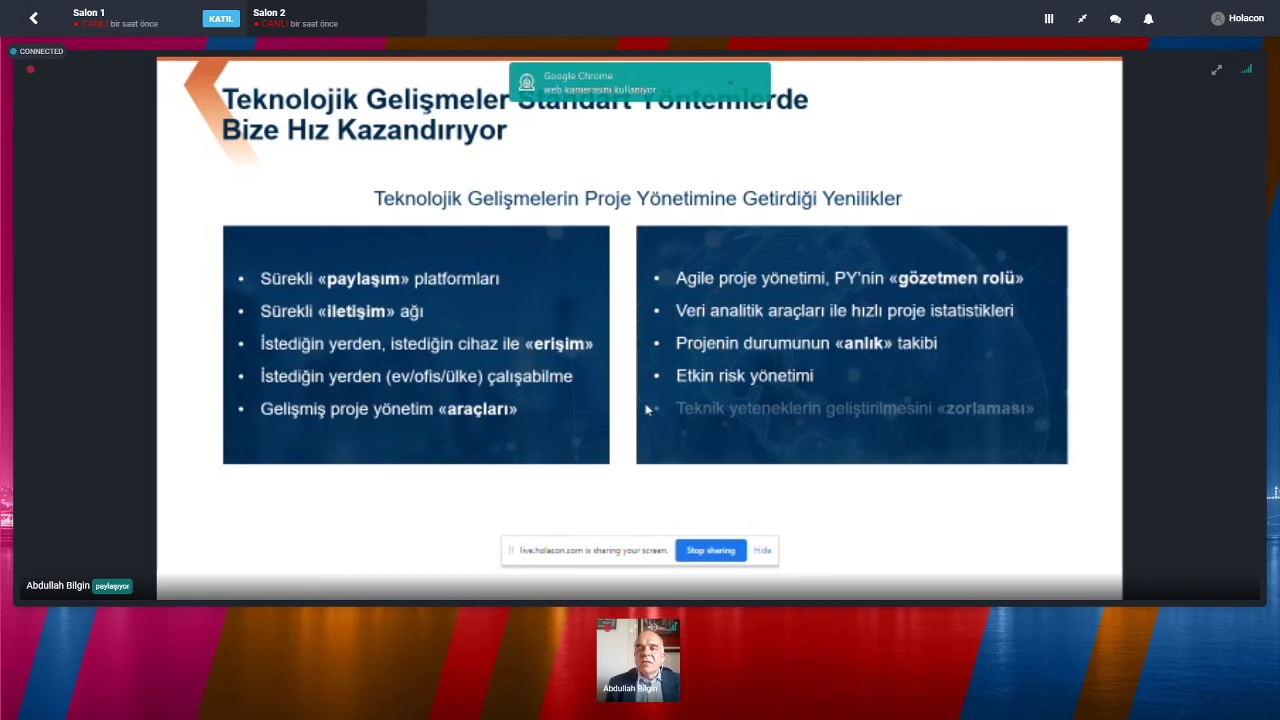 Salon 1
CANLI bir saat önce
KATIL
Salon 2
CANLI bir saat önce
Holacon
CONNECTED
Google Chrome
web kamerasını kullanıyor
Teknolojik Gelişmeler Standart Yöntemlerde
Bize Hız Kazandırıyor
Teknolojik Gelişmelerin Proje Yönetimine Getirdiği Yenilikler
• Sürekli «paylaşım» platformları
• Sürekli «iletişim» ağı
• İstediğin yerden, istediğin cihaz ile «erişim»
• İstediğin yerden (ev/ofis/ülke) çalışabilme
• Gelişmiş proje yönetim «araçları»
• Agile proje yönetimi, PY'nin «gözetmen rolü»
• Veri analitik araçları ile hızlı proje istatistikleri
• Projenin durumunun «anlık» takibi
• Etkin risk yönetimi
• Teknik yeteneklerin geliştirilmesini «zorlaması»
live.holacon.com is sharing your screen.
Stop sharing
Hide
Abdullah Bilgin paylaşıyor
Abdullah Bilgin